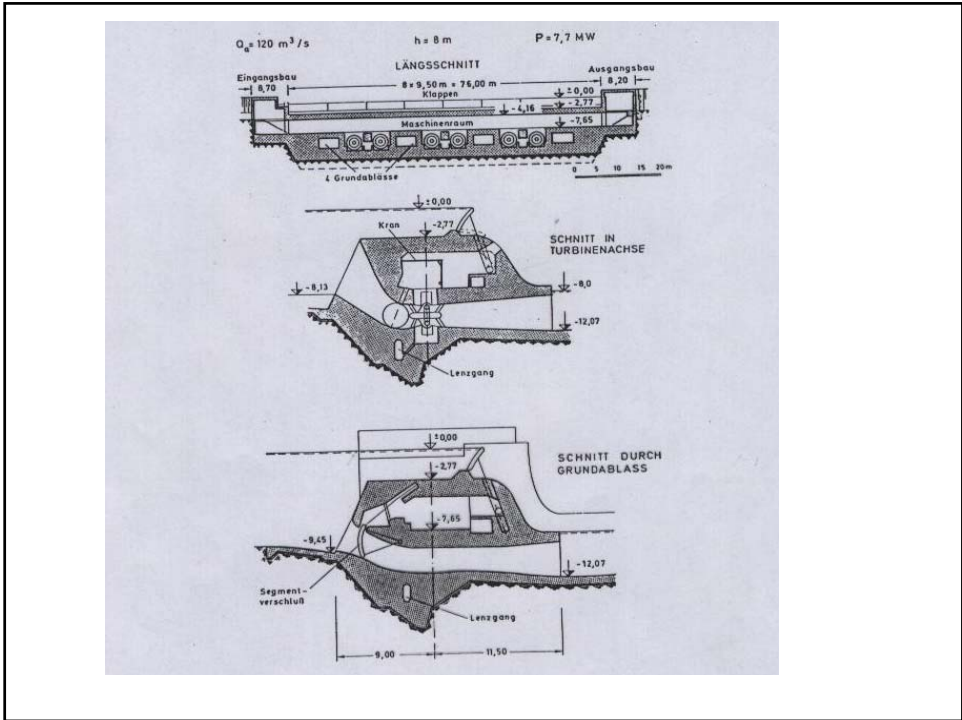 Qa = 120 m³/s h = 8 m P = 7,7 MW
LÄNGSSCHNITT
Eingangsbau
8,70
8 × 9,50 m = 76,00 m
Klappen
Ausgangsbau
8,20
± 0,00
-2,77
-4,16
Maschinenraum
-7,65
4 Grundablässe
0 5 10 15 20 m
± 0,00
Kran
-2,77
SCHNITT IN
TURBINENACHSE
-8,13
-8,0
-12,07
Lenzgang
± 0,00
-2,77
SCHNITT DURCH
GRUNDABLASS
-7,65
-9,45
-12,07
Segment-
verschluß
Lenzgang
9,00
11,50